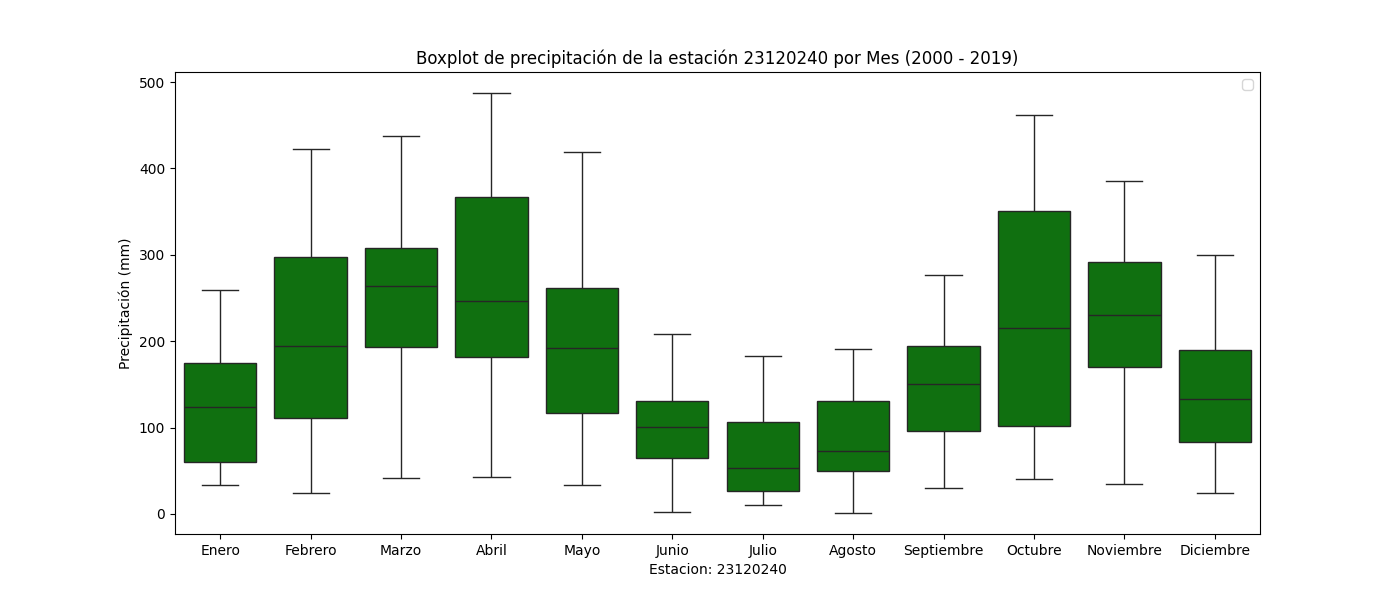 Boxplot de precipitación de la estación 23120240 por Mes (2000 - 2019)
Precipitación (mm)
500
400
300
200
100
0
Enero Febrero Marzo Abril Mayo Junio Julio Agosto Septiembre Octubre Noviembre Diciembre
Estacion: 23120240